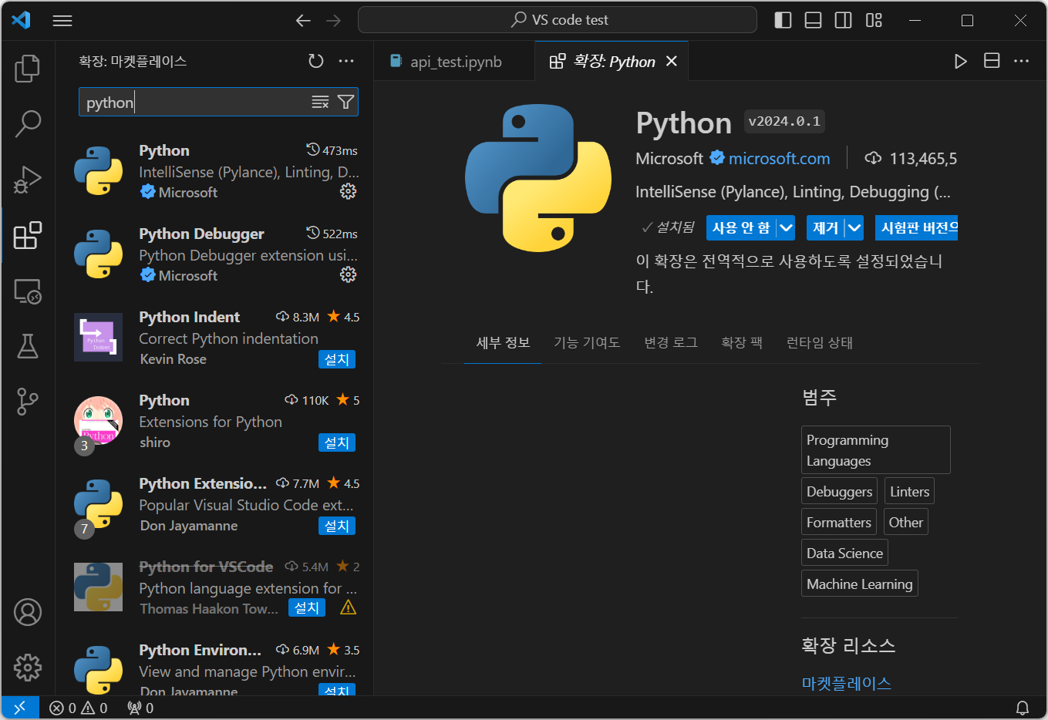 VS code test
확장: 마켓플레이스
python
Python 473ms
IntelliSense (Pylance), Linting, D...
Microsoft
Python Debugger 522ms
Python Debugger extension usi...
Microsoft
Python Indent 8.3M 4.5
Correct Python indentation
Kevin Rose 설치
Python 110K 5
Extensions for Python
shiro 설치
3
Python Extensio... 7.7M 4.5
Popular Visual Studio Code ext...
Don Jayamanne 설치
7
Python for VSCode 5.4M 2
Python language extension for ...
Thomas Haakon Tow... 설치
Python Environ... 6.9M 3.5
View and manage Python envir...
Don Jayamanne 설치
api_test.ipynb
확장: Python
Python v2024.0.1
Microsoft microsoft.com 113,465,5
IntelliSense (Pylance), Linting, Debugging (...
설치됨 사용 안 함 제거 시험판 버전으
이 확장은 전역적으로 사용하도록 설정되었습니
다.
세부 정보 기능 기여도 변경 로그 확장 팩 런타임 상태
범주
Programming
Languages
Debuggers Linters
Formatters Other
Data Science
Machine Learning
확장 리소스
마켓플레이스
0 0 0